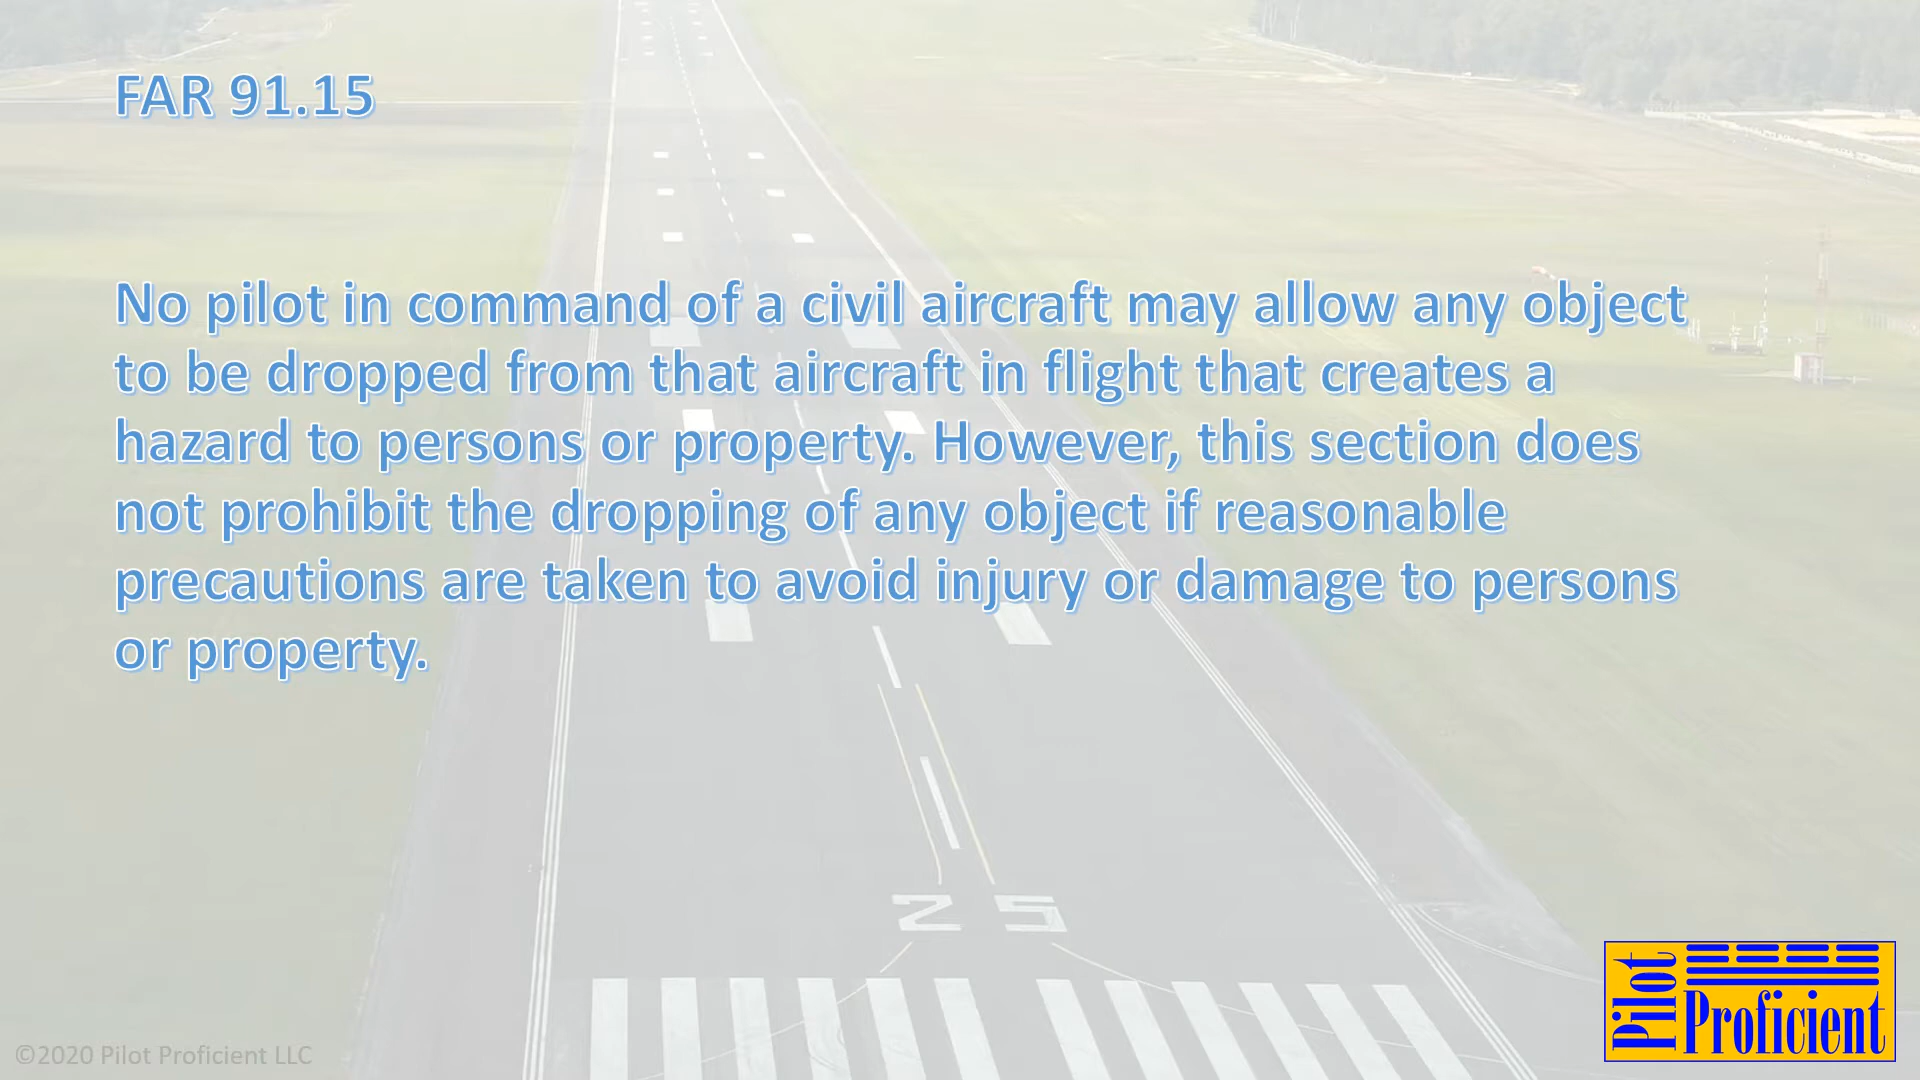 FAR 91.15
No pilot in command of a civil aircraft may allow any object
to be dropped from that aircraft in flight that creates a
hazard to persons or property. However, this section does
not prohibit the dropping of any object if reasonable
precautions are taken to avoid injury or damage to persons
or property.
25
Pilot
Proficient
©2020 Pilot Proficient LLC